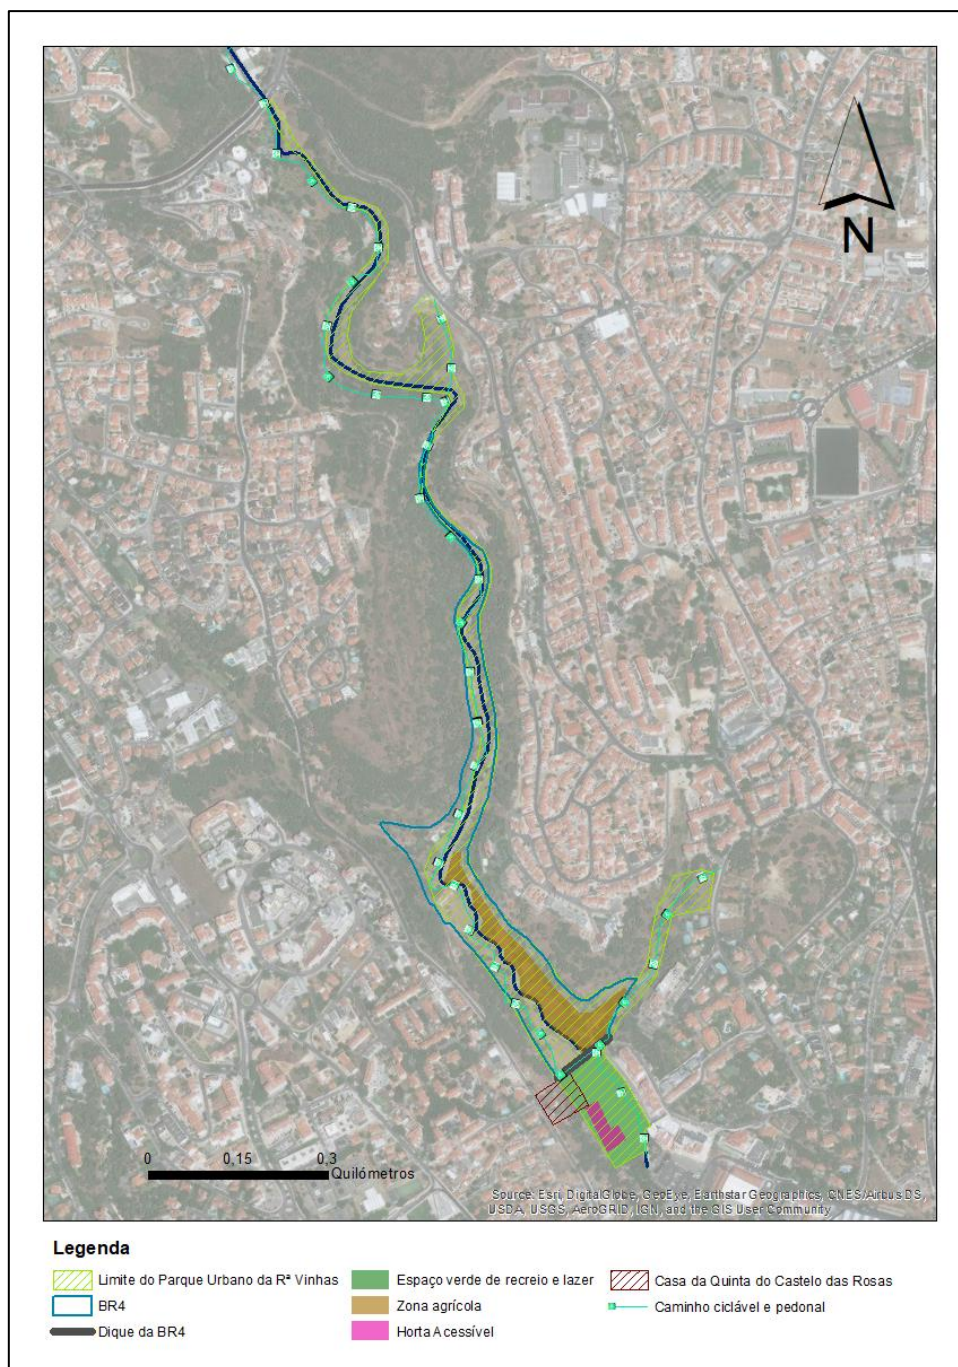 N
0 0,15 0,3
Quilómetros
Source: Esri, DigitalGlobe, GeoEye, Earthstar Geographics, CNES/Airbus DS,
USDA, USGS, AeroGRID, IGN, and the GIS User Community
Legenda
Limite do Parque Urbano da Rª Vinhas
BR4
Dique da BR4
Espaço verde de recreio e lazer
Zona agrícola
Horta Acessível
Casa da Quinta do Castelo das Rosas
Caminho ciclável e pedonal